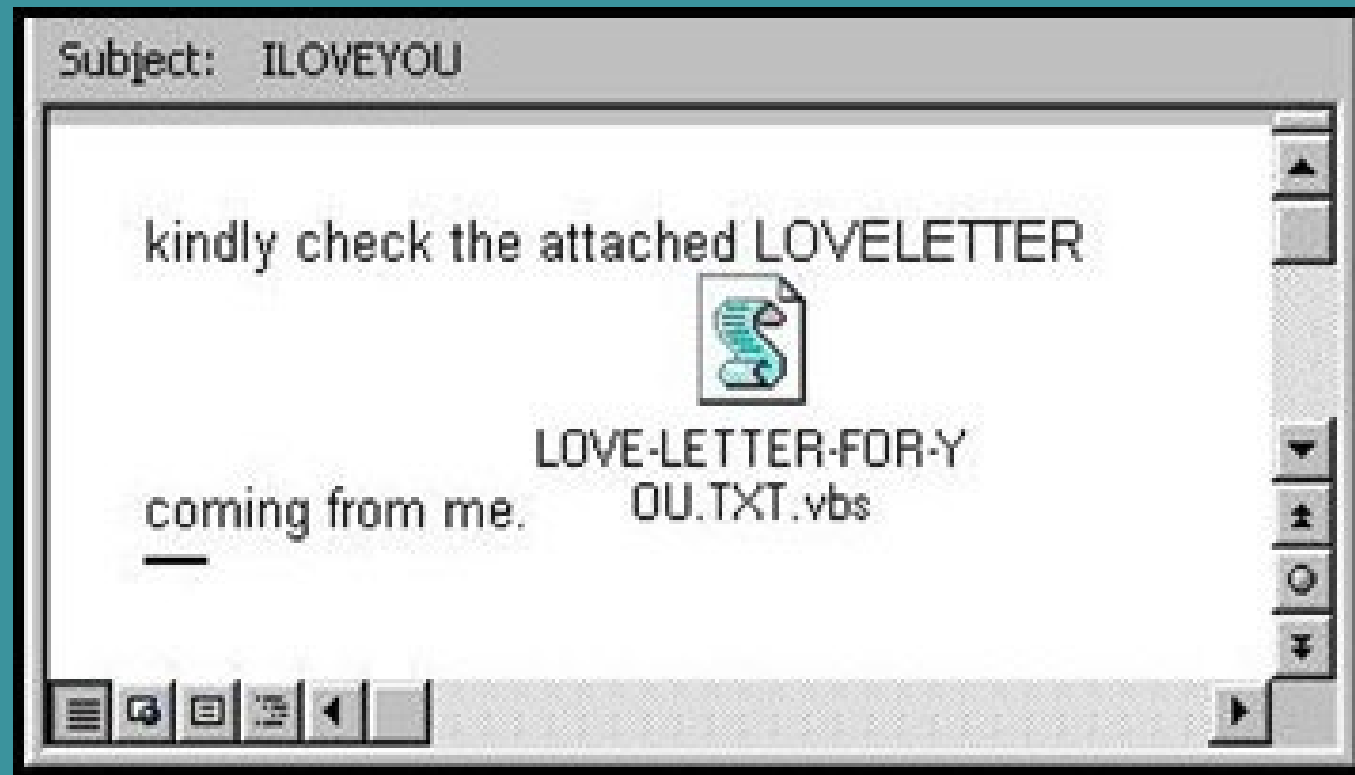 Subject: ILOVEYOU
kindly check the attached LOVELETTER
LOVE-LETTER-FOR-Y
OU.TXT.vbs
coming from me.